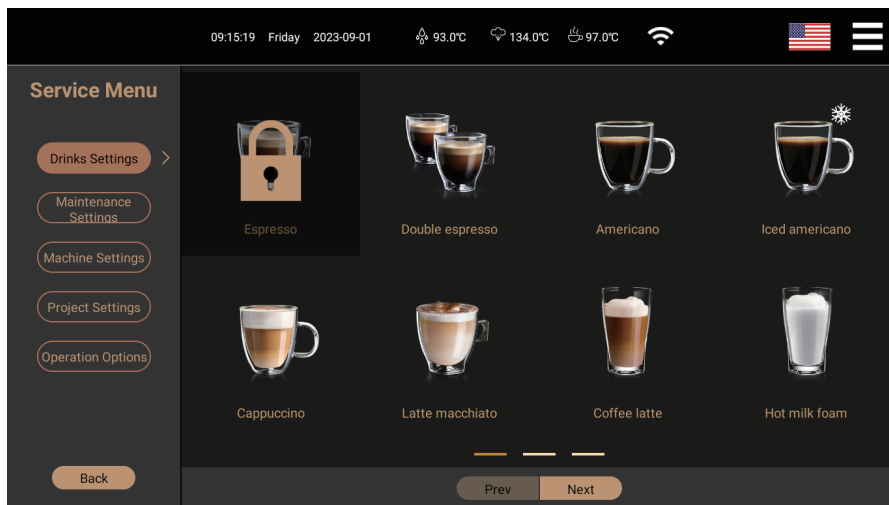 09:15:19 Friday 2023-09-01 93.0℃ 134.0℃ 97.0℃
Service Menu
Drinks Settings
Maintenance
Settings
Machine Settings
Project Settings
Operation Options
Back
Espresso
Double espresso
Americano
Iced americano
Cappuccino
Latte macchiato
Coffee latte
Hot milk foam
Prev
Next